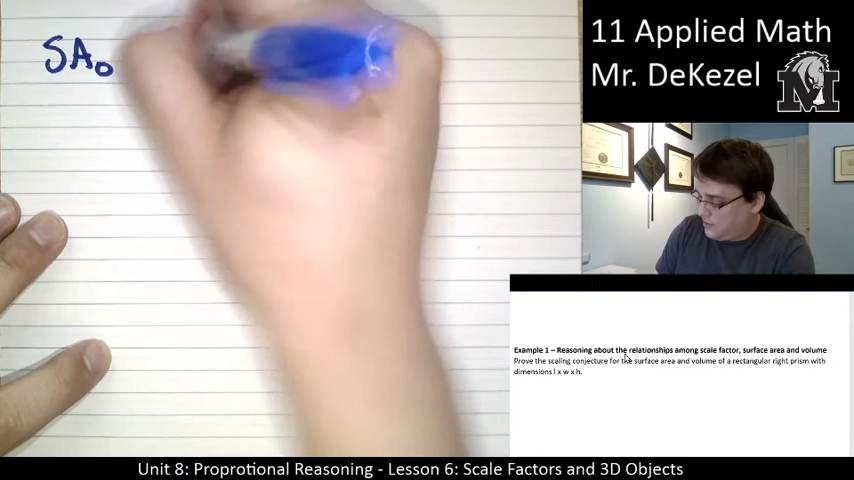 SAo
11 Applied Math
Mr. DeKezel
M
Example 1 – Reasoning about the relationships among scale factor, surface area and volume
Prove the scaling conjecture for the surface area and volume of a rectangular right prism with
dimensions l x w x h.
Unit 8: Proprotional Reasoning - Lesson 6: Scale Factors and 3D Objects